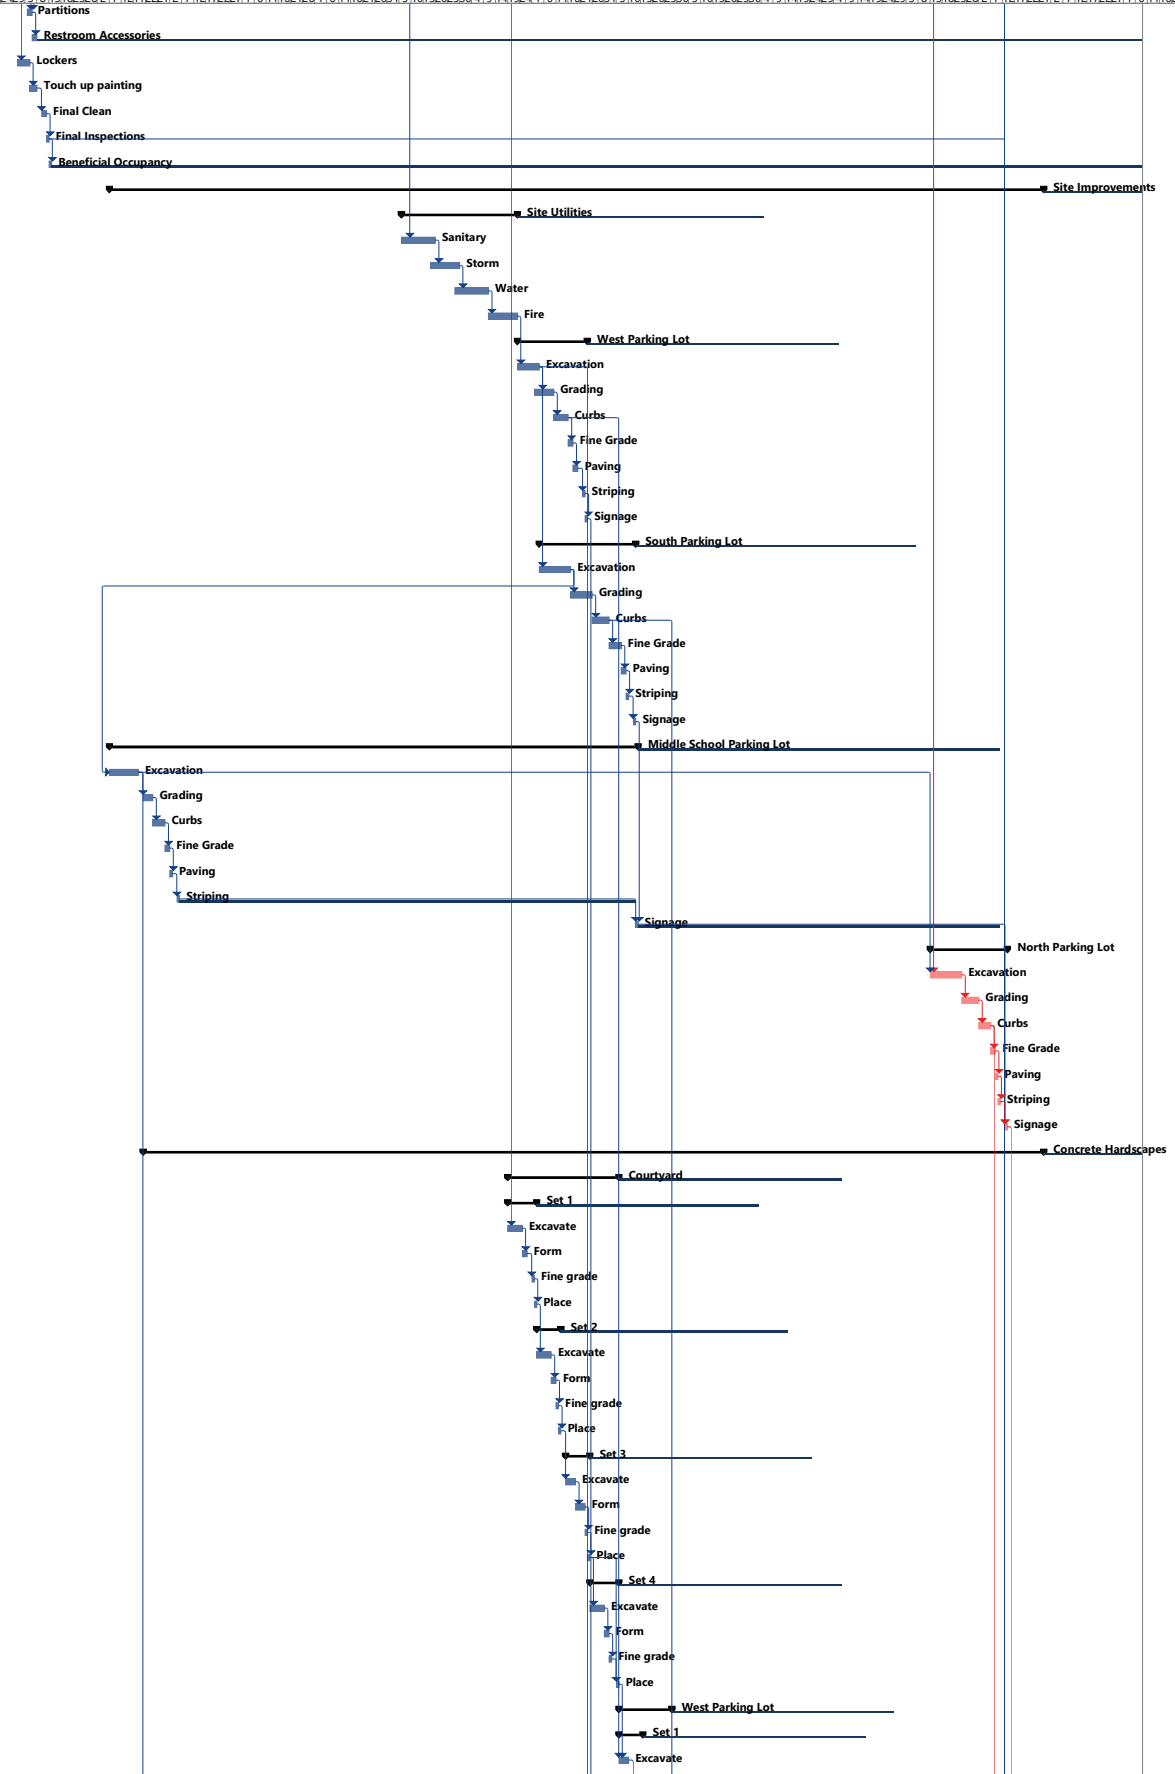 Partitions
Restroom Accessories
Lockers
Touch up painting
Final Clean
Final Inspections
Beneficial Occupancy
Site Improvements
Site Utilities
Sanitary
Storm
Water
Fire
West Parking Lot
Excavation
Grading
Curbs
Fine Grade
Paving
Striping
Signage
South Parking Lot
Excavation
Grading
Curbs
Fine Grade
Paving
Striping
Signage
Middle School Parking Lot
Excavation
Grading
Curbs
Fine Grade
Paving
Striping
Signage
North Parking Lot
Excavation
Grading
Curbs
Fine Grade
Paving
Striping
Signage
Concrete Hardscapes
Courtyard
Set 1
Excavate
Form
Fine grade
Place
Set 2
Excavate
Form
Fine grade
Place
Set 3
Excavate
Form
Fine grade
Place
Set 4
Excavate
Form
Fine grade
Place
West Parking Lot
Set 1
Excavate